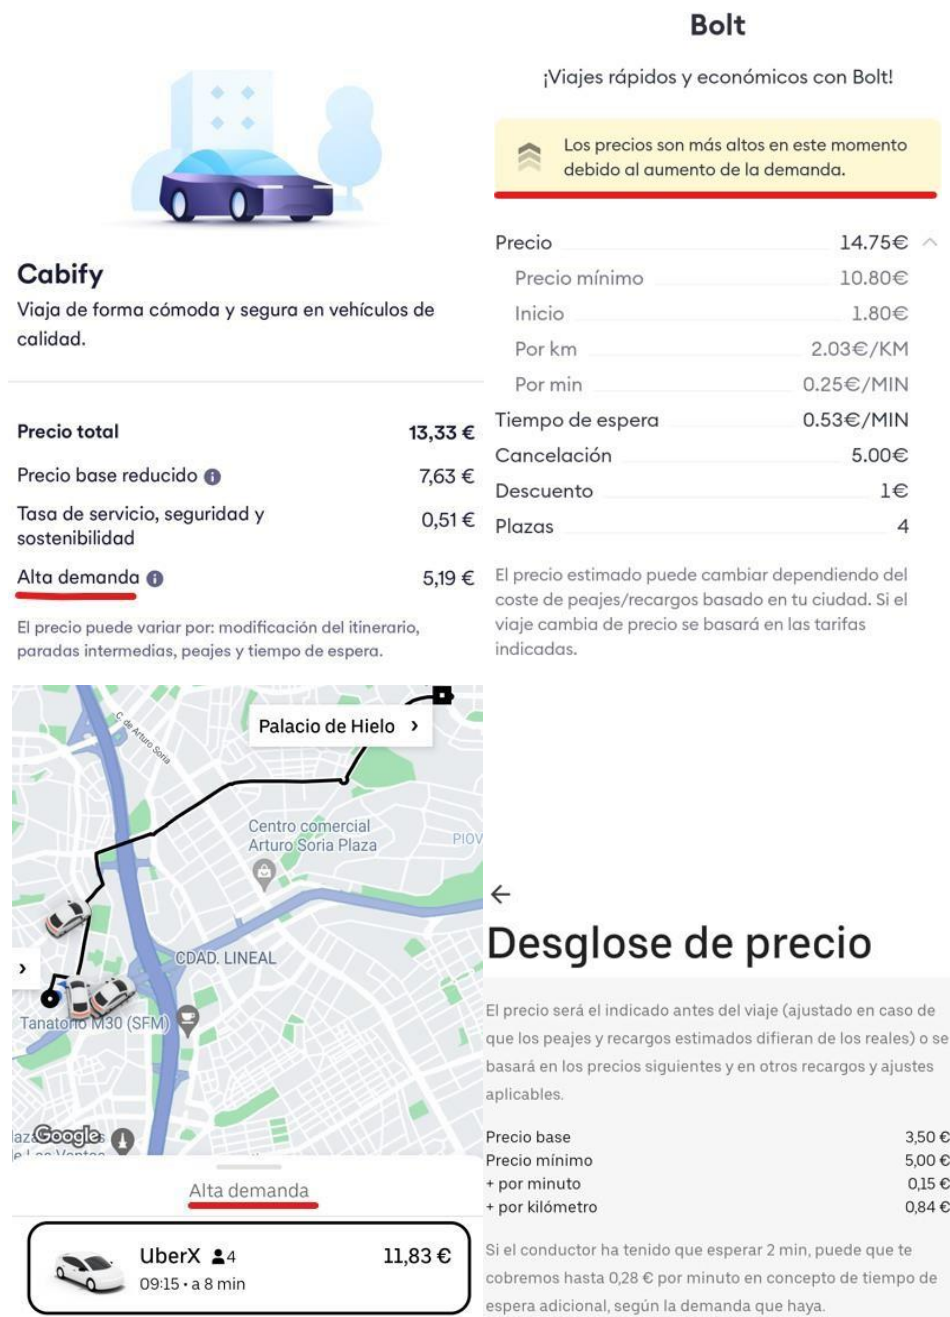 Cabify
Viaja de forma cómoda y segura en vehículos de
calidad.
Precio total 13,33 €
Precio base reducido 7,63 €
Tasa de servicio, seguridad y
sostenibilidad 0,51 €
Alta demanda 5,19 €
El precio puede variar por: modificación del itinerario,
paradas intermedias, peajes y tiempo de espera.
Bolt
¡Viajes rápidos y económicos con Bolt!
Los precios son más altos en este momento
debido al aumento de la demanda.
Precio 14.75€
Precio mínimo 10.80€
Inicio 1.80€
Por km 2.03€/KM
Por min 0.25€/MIN
Tiempo de espera 0.53€/MIN
Cancelación 5.00€
Descuento 1€
Plazas 4
El precio estimado puede cambiar dependiendo del
coste de peajes/recargos basado en tu ciudad. Si el
viaje cambia de precio se basará en las tarifas
indicadas.
C. de Arturo Soria
Palacio de Hielo
Centro comercial
Arturo Soria Plaza
PIOV
CDAD. LINEAL
Tanatorio M30 (SFM)
Google
Alta demanda
UberX 4 11,83 €
09:15 • a 8 min
Desglose de precio
El precio será el indicado antes del viaje (ajustado en caso de
que los peajes y recargos estimados difieran de los reales) o se
basará en los precios siguientes y en otros recargos y ajustes
aplicables.
Precio base 3,50 €
Precio mínimo 5,00 €
+ por minuto 0,15 €
+ por kilómetro 0,84 €
Si el conductor ha tenido que esperar 2 min, puede que te
cobremos hasta 0,28 € por minuto en concepto de tiempo de
espera adicional, según la demanda que haya.